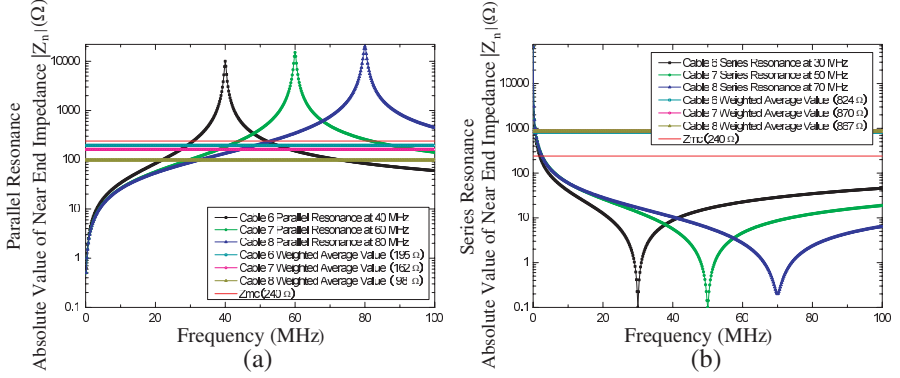 Parallel Resonance
Absolute Value of Near End Impedance |Zn|(Ω)
10000
1000
100
10
1
0.1
0
20
40
60
80
100
Cable 6 Parallel Resonance at 40 MHz
Cable 7 Parallel Resonance at 60 MHz
Cable 8 Parallel Resonance at 80 MHz
Cable 6 Weighted Average Value (195 Ω)
Cable 7 Weighted Average Value (162 Ω)
Cable 8 Weighted Average Value (98 Ω)
Zmc(240 Ω)
Frequency (MHz)
(a)
Series Resonance
Absolute Value of Near End Impedance |Zn|(Ω)
10000
1000
100
10
1
0.1
0
20
40
60
80
100
Cable 6 Series Resonance at 30 MHz
Cable 7 Series Resonance at 50 MHz
Cable 8 Series Resonance at 70 MHz
Cable 6 Weighted Average Value (824 Ω)
Cable 7 Weighted Average Value (870 Ω)
Cable 8 Weighted Average Value (867 Ω)
Zmc(240 Ω)
Frequency (MHz)
(b)